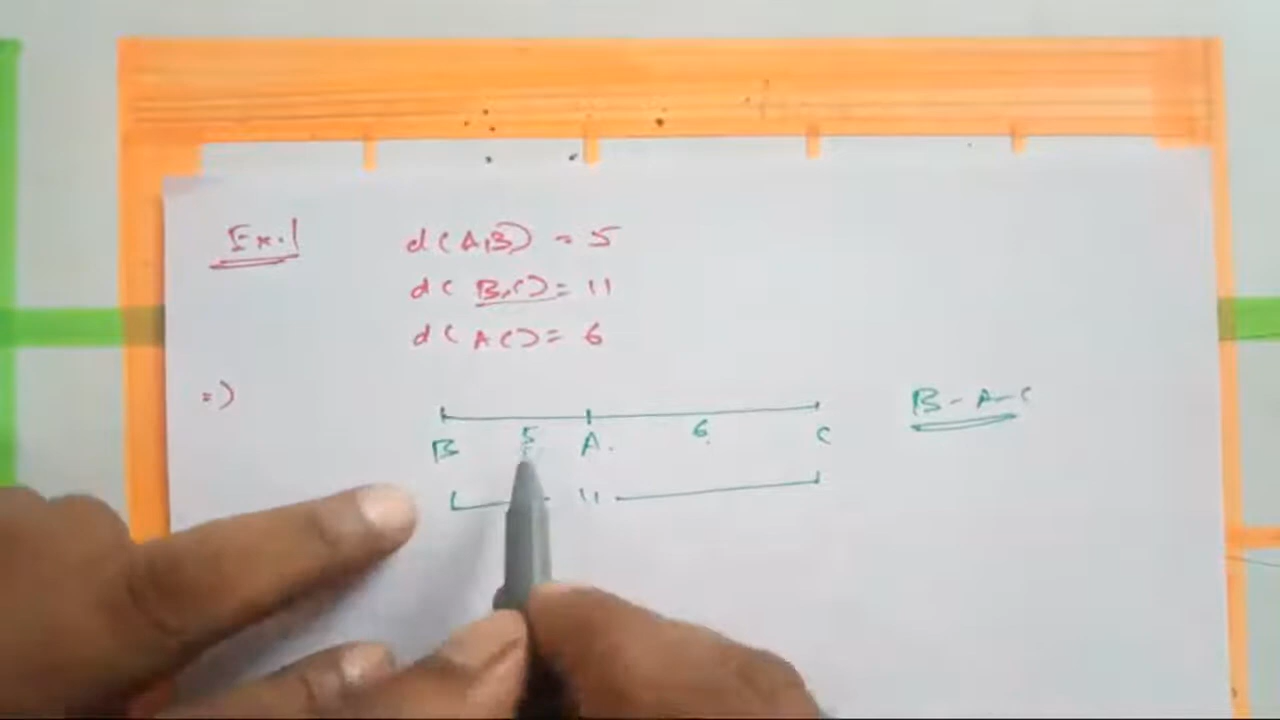 Ex.1
d(A,B) = 5
d( B,C)= 11
d( A C)= 6
=)
B - A - C
B 5 A. 6 C
11